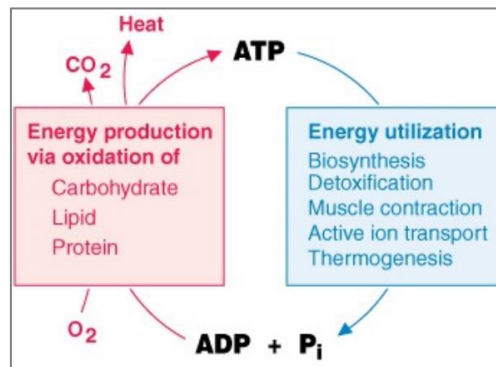 Heat
CO2
ATP
Energy production
via oxidation of
Carbohydrate
Lipid
Protein
Energy utilization
Biosynthesis
Detoxification
Muscle contraction
Active ion transport
Thermogenesis
O2
ADP + Pi